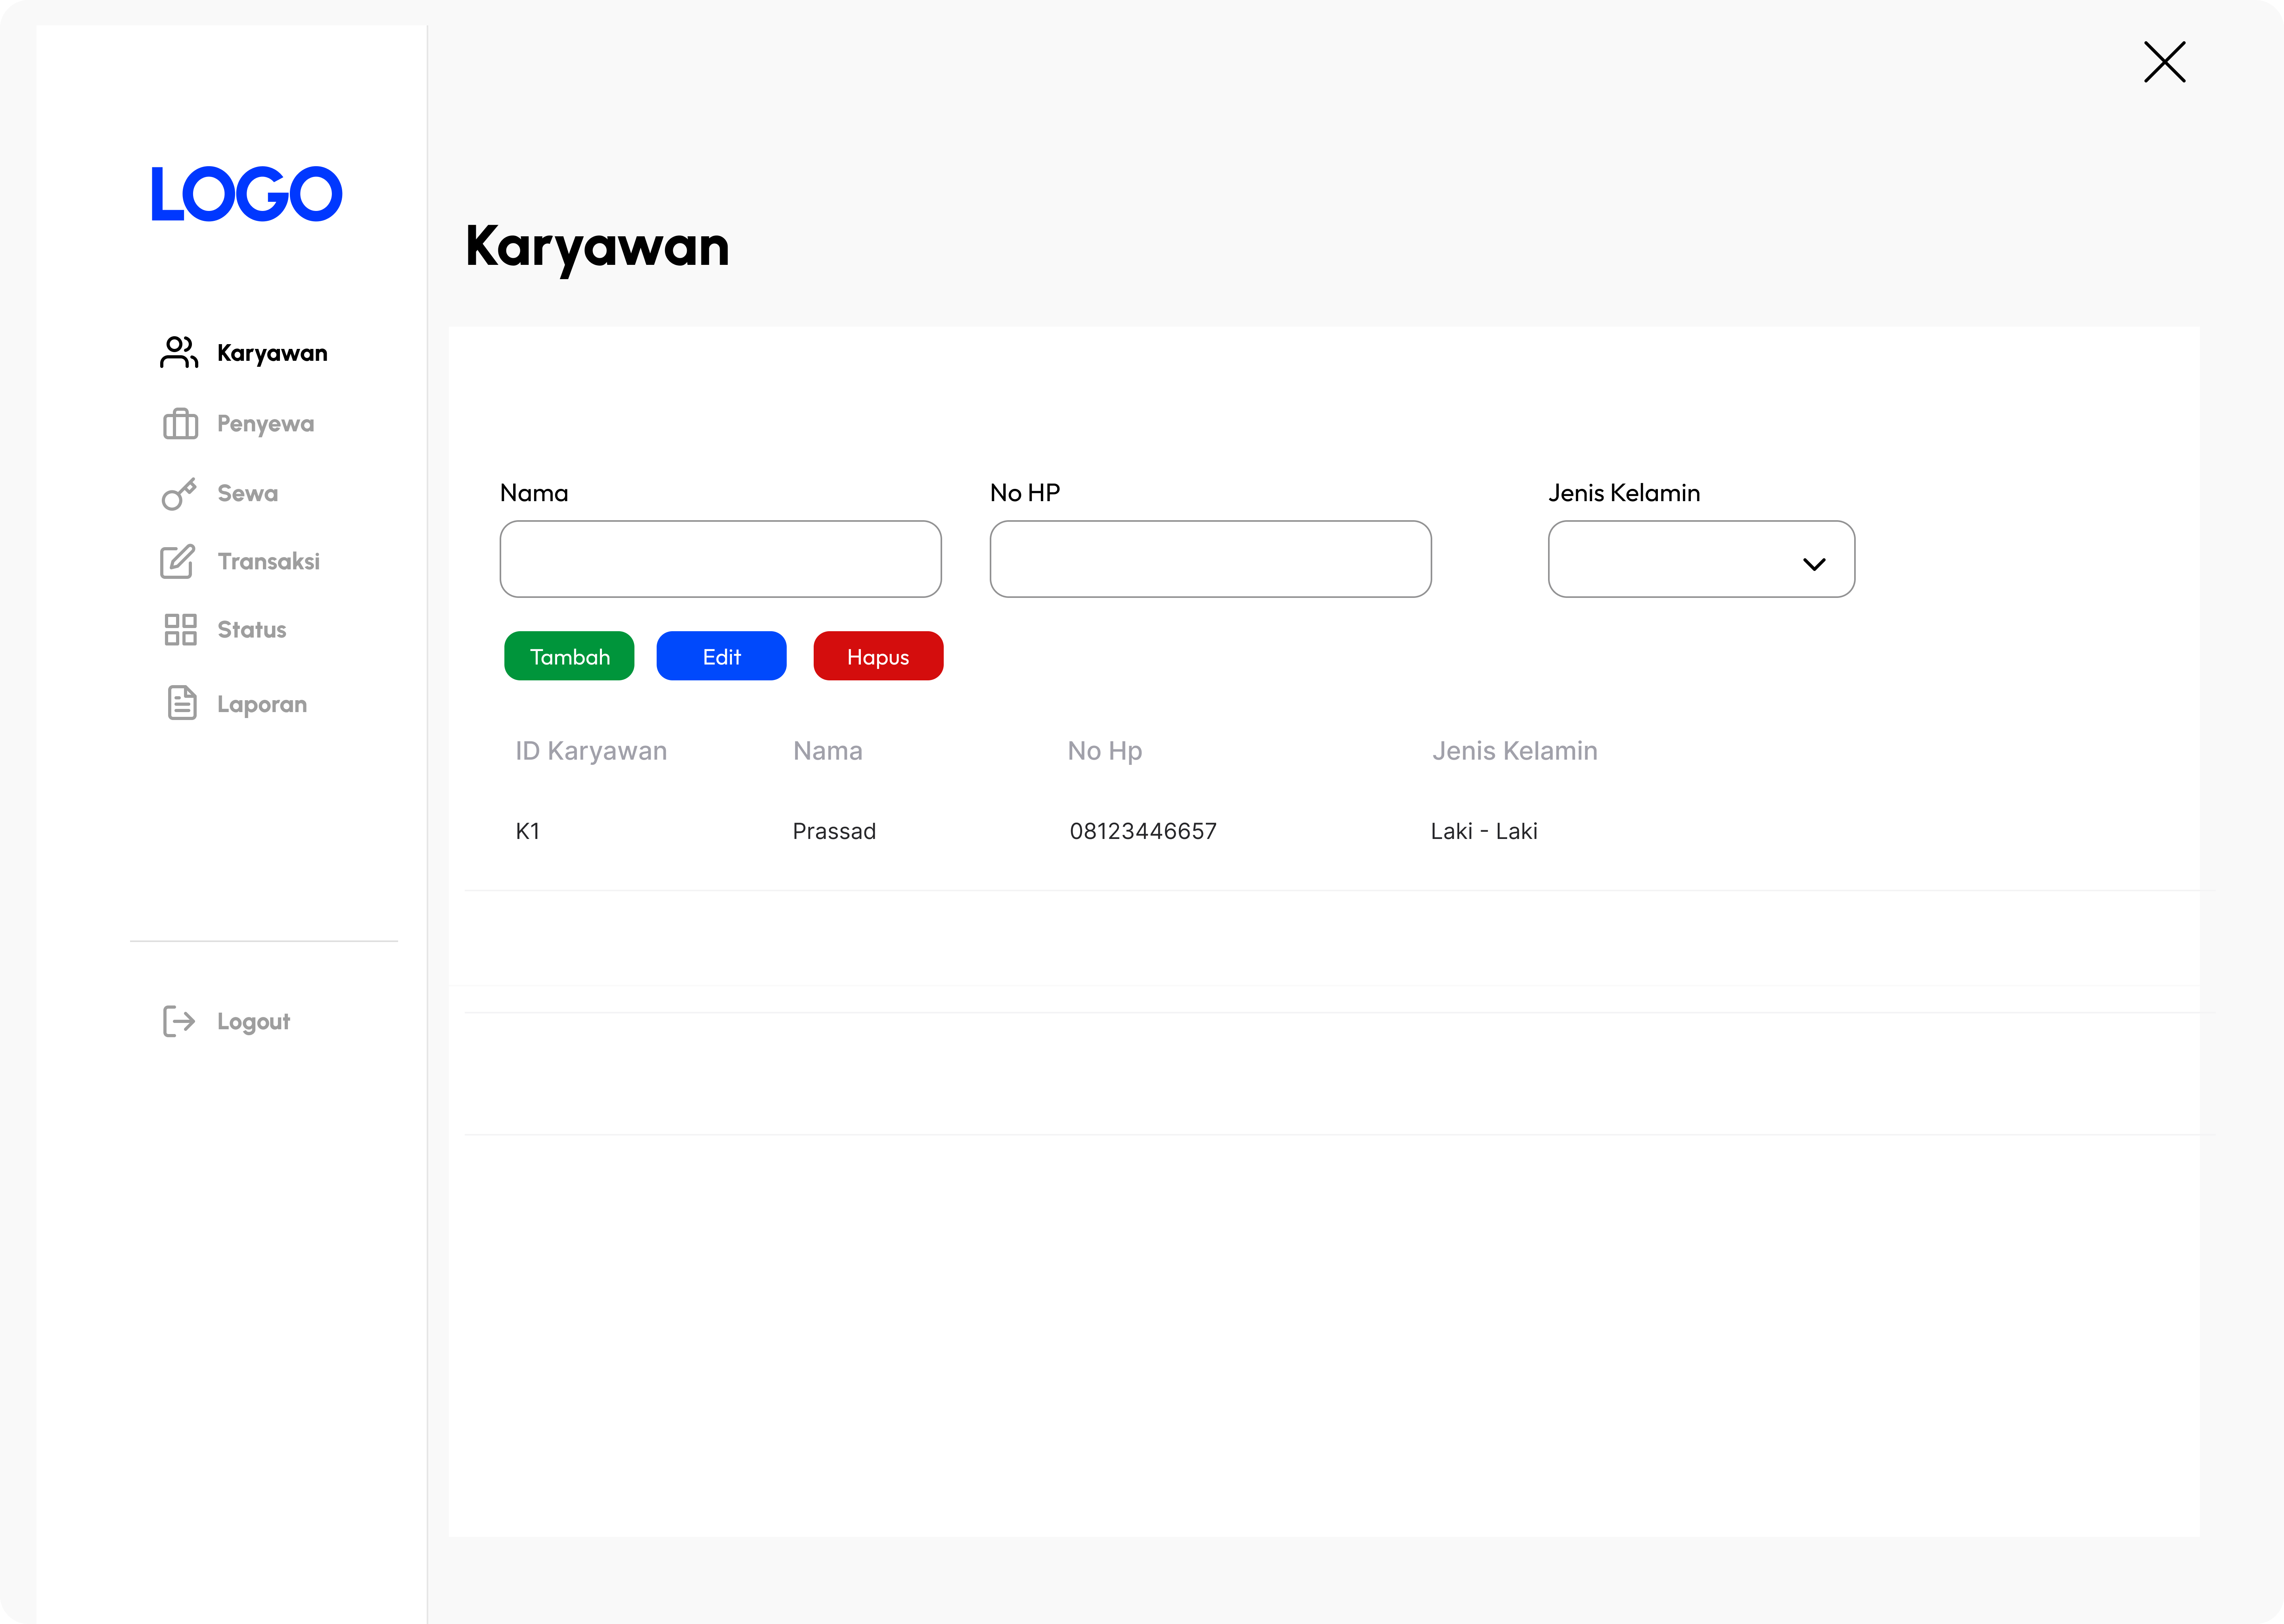 LOGO
Karyawan
Penyewa
Sewa
Transaksi
Status
Laporan
Logout
Karyawan
Nama No HP Jenis Kelamin
Tambah Edit Hapus
ID Karyawan Nama No Hp Jenis Kelamin
K1 Prassad 08123446657 Laki - Laki